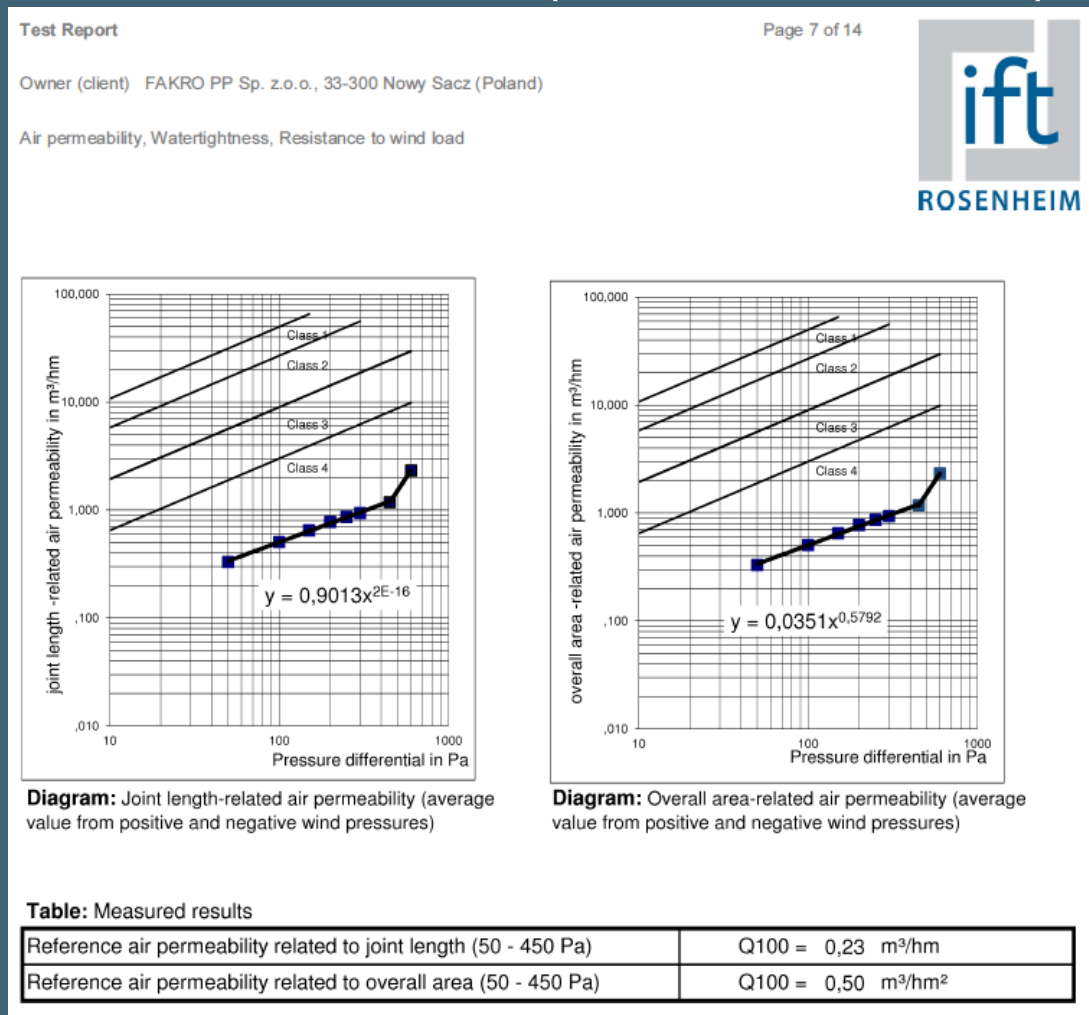 Test Report
Page 7 of 14
Owner (client) FAKRO PP Sp. z.o.o., 33-300 Nowy Sacz (Poland)
Air permeability, Watertightness, Resistance to wind load
ift
ROSENHEIM
joint length -related air permeability in m³/hm
100,000
10,000
1,000
,100
,010
Class 1
Class 2
Class 3
Class 4
y = 0,9013x^2E-16
10
100
1000
Pressure differential in Pa
Diagram: Joint length-related air permeability (average
value from positive and negative wind pressures)
overall area -related air permeability in m³/hm
100,000
10,000
1,000
,100
,010
Class 1
Class 2
Class 3
Class 4
y = 0,0351x^0,5792
10
100
1000
Pressure differential in Pa
Diagram: Overall area-related air permeability (average
value from positive and negative wind pressures)
Table: Measured results
Reference air permeability related to joint length (50 - 450 Pa) Q100 = 0,23 m³/hm
Reference air permeability related to overall area (50 - 450 Pa) Q100 = 0,50 m³/hm²